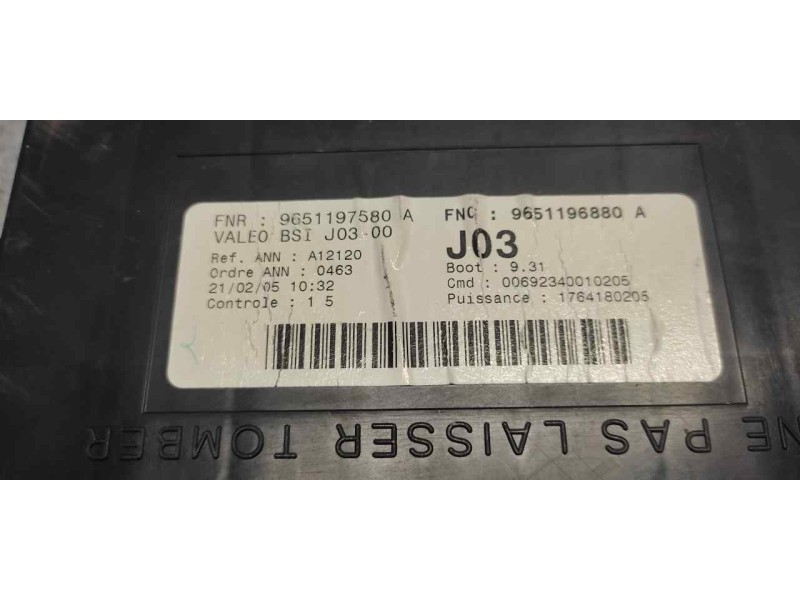 FNR : 9651197580 A
VALEO BSI J03-00
Ref. ANN : A12120
Ordre ANN : 0463
21/02/05 10:32
Controle : 1 5
FNC : 9651196880 A
J03
Boot : 9.31
Cmd : 00692340010205
Puissance : 1764180205
NE PAS LAISSER TOMBER